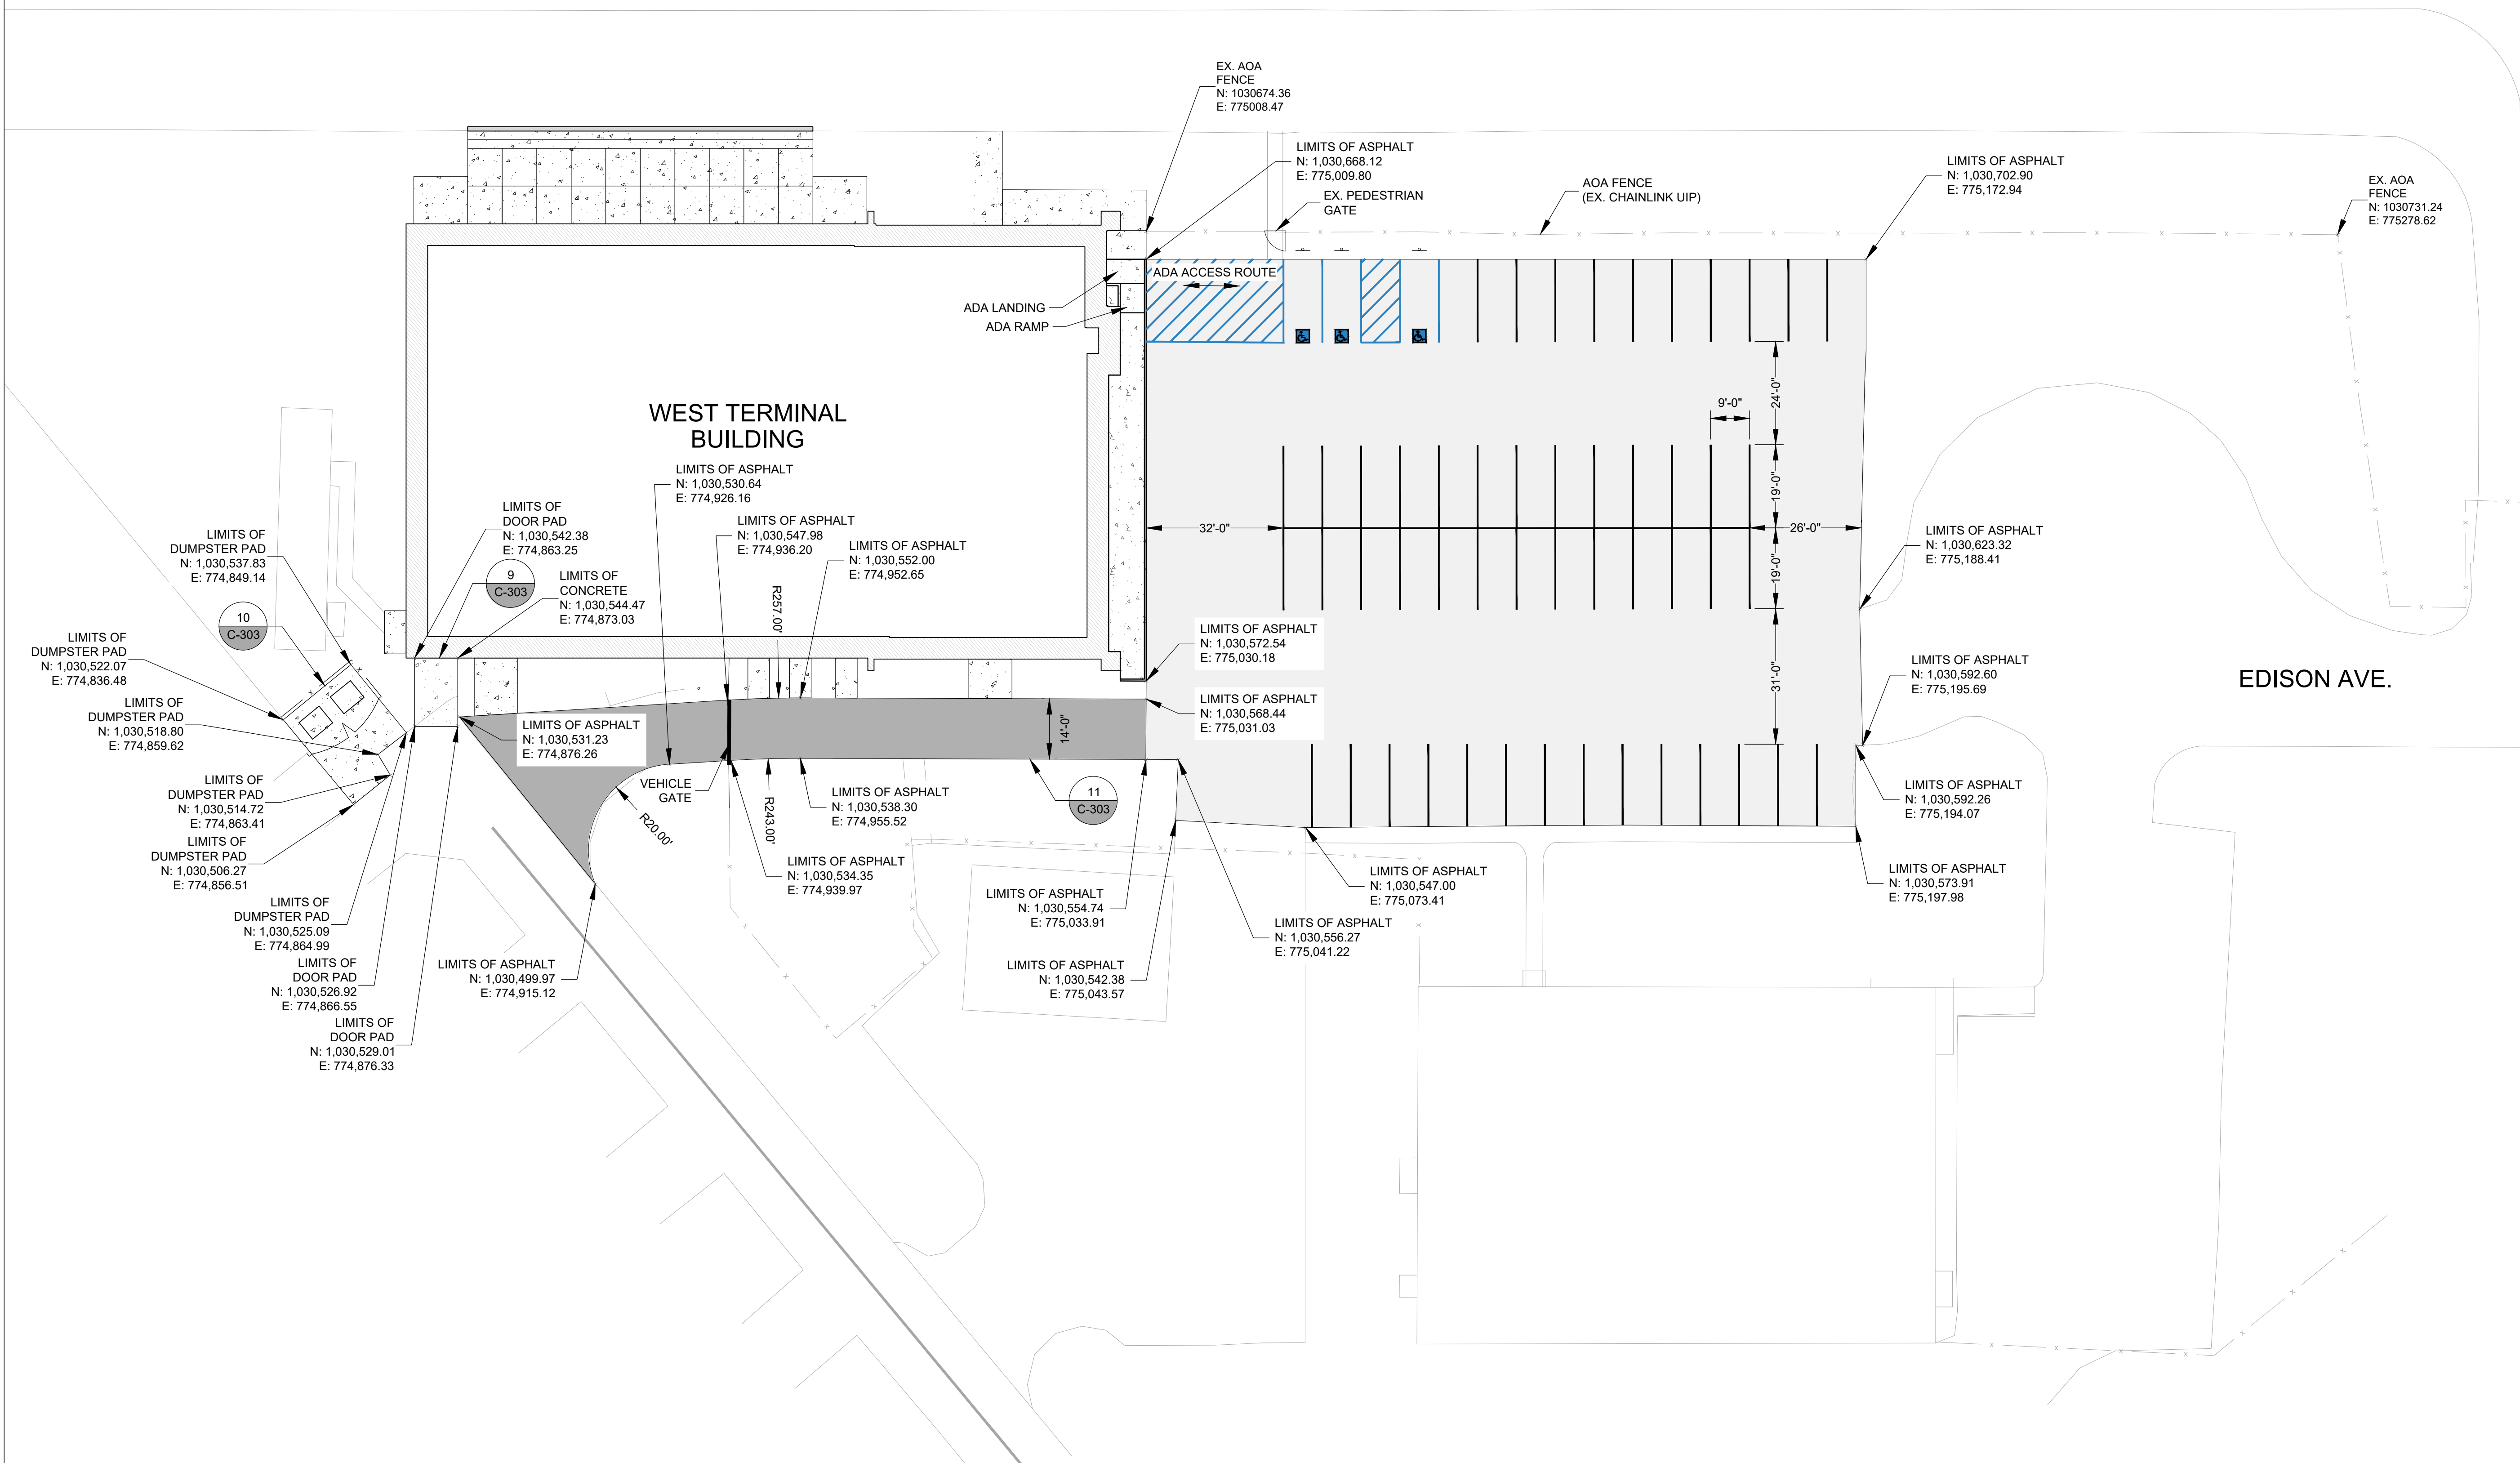 EX. AOA
FENCE
N: 1030674.36
E: 775008.47
LIMITS OF ASPHALT
N: 1,030,668.12
E: 775,009.80
EX. PEDESTRIAN
GATE
AOA FENCE
(EX. CHAINLINK UIP)
LIMITS OF ASPHALT
N: 1,030,702.90
E: 775,172.94
EX. AOA
FENCE
N: 1030731.24
E: 775278.62
ADA ACCESS ROUTE
ADA LANDING
ADA RAMP
24'-0"
9'-0"
WEST TERMINAL
BUILDING
LIMITS OF ASPHALT
N: 1,030,530.64
E: 774,926.16
19'-0"
32'-0"
26'-0"
LIMITS OF
DOOR PAD
N: 1,030,542.38
E: 774,863.25
LIMITS OF ASPHALT
N: 1,030,547.98
E: 774,936.20
LIMITS OF ASPHALT
N: 1,030,552.00
E: 774,952.65
LIMITS OF ASPHALT
N: 1,030,623.32
E: 775,188.41
LIMITS OF
DUMPSTER PAD
N: 1,030,537.83
E: 774,849.14
9
C-303
LIMITS OF
CONCRETE
N: 1,030,544.47
E: 774,873.03
R257.00'
19'-0"
10
C-303
LIMITS OF
DUMPSTER PAD
N: 1,030,522.07
E: 774,836.48
LIMITS OF ASPHALT
N: 1,030,572.54
E: 775,030.18
31'-0"
LIMITS OF ASPHALT
N: 1,030,592.60
E: 775,195.69
EDISON AVE.
LIMITS OF
DUMPSTER PAD
N: 1,030,518.80
E: 774,859.62
LIMITS OF ASPHALT
N: 1,030,531.23
E: 774,876.26
14'-0"
LIMITS OF ASPHALT
N: 1,030,568.44
E: 775,031.03
LIMITS OF
DUMPSTER PAD
N: 1,030,514.72
E: 774,863.41
VEHICLE
GATE
R20.00'
R243.00'
LIMITS OF ASPHALT
N: 1,030,538.30
E: 774,955.52
11
C-303
LIMITS OF ASPHALT
N: 1,030,592.26
E: 775,194.07
LIMITS OF
DUMPSTER PAD
N: 1,030,506.27
E: 774,856.51
LIMITS OF ASPHALT
N: 1,030,534.35
E: 774,939.97
LIMITS OF ASPHALT
N: 1,030,547.00
E: 775,073.41
LIMITS OF ASPHALT
N: 1,030,573.91
E: 775,197.98
LIMITS OF
DUMPSTER PAD
N: 1,030,525.09
E: 774,864.99
LIMITS OF ASPHALT
N: 1,030,554.74
E: 775,033.91
LIMITS OF ASPHALT
N: 1,030,556.27
E: 775,041.22
LIMITS OF
DOOR PAD
N: 1,030,526.92
E: 774,866.55
LIMITS OF ASPHALT
N: 1,030,499.97
E: 774,915.12
LIMITS OF ASPHALT
N: 1,030,542.38
E: 775,043.57
LIMITS OF
DOOR PAD
N: 1,030,529.01
E: 774,876.33